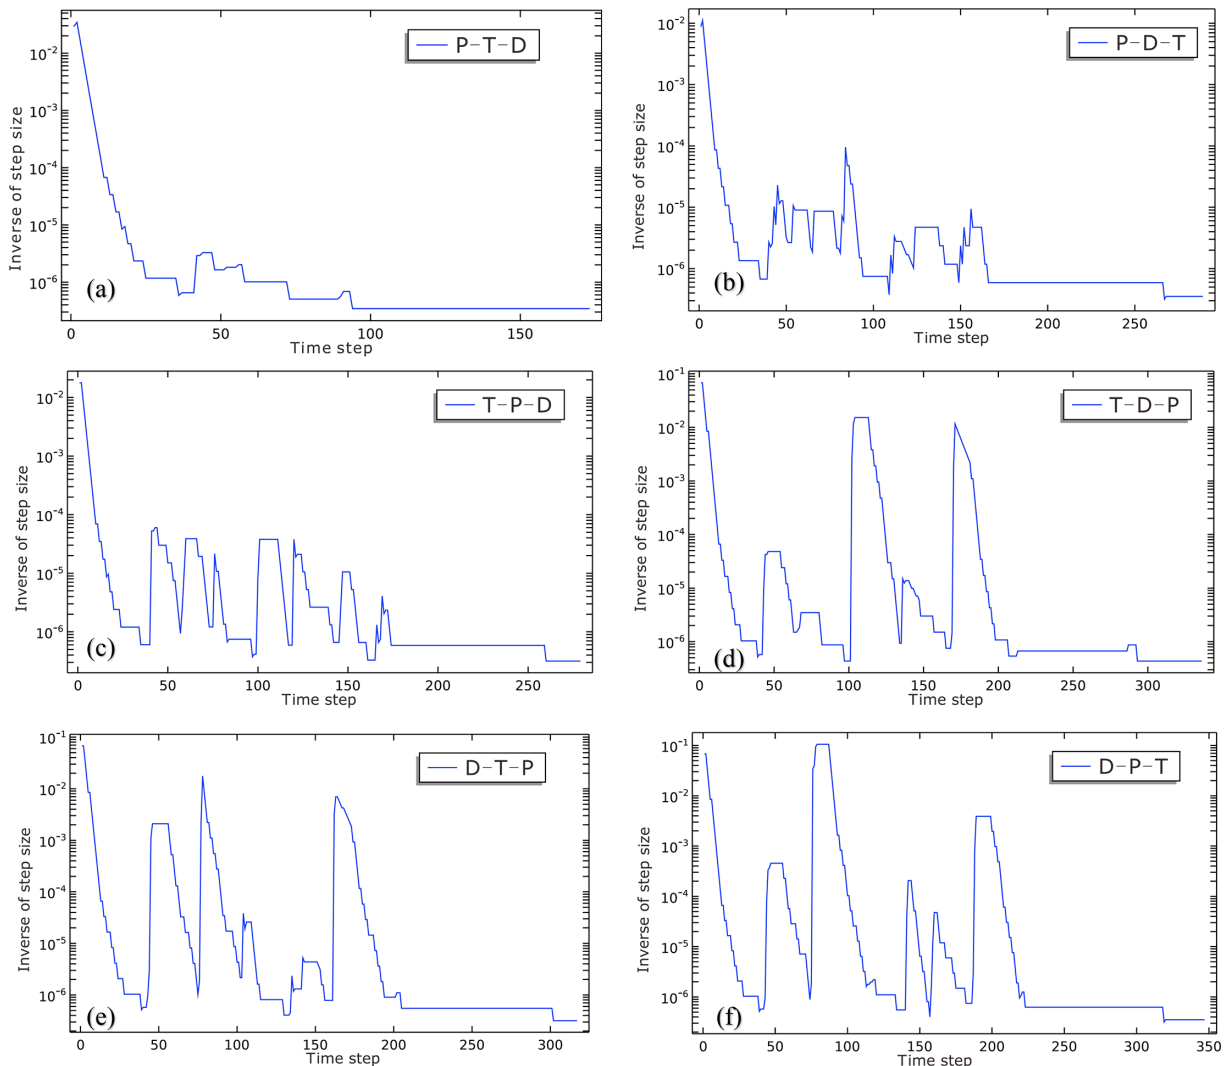 P–T–D
Inverse of step size
10⁻²
10⁻³
10⁻⁴
10⁻⁵
10⁻⁶
(a)
0 50 100 150
Time step
P–D–T
Inverse of step size
10⁻²
10⁻³
10⁻⁴
10⁻⁵
10⁻⁶
(b)
0 50 100 150 200 250
Time step
T–P–D
Inverse of step size
10⁻²
10⁻³
10⁻⁴
10⁻⁵
10⁻⁶
(c)
0 50 100 150 200 250
Time step
T–D–P
Inverse of step size
10⁻¹
10⁻²
10⁻³
10⁻⁴
10⁻⁵
10⁻⁶
(d)
0 50 100 150 200 250 300
Time step
D–T–P
Inverse of step size
10⁻¹
10⁻²
10⁻³
10⁻⁴
10⁻⁵
10⁻⁶
(e)
0 50 100 150 200 250 300
Time step
D–P–T
Inverse of step size
10⁻¹
10⁻²
10⁻³
10⁻⁴
10⁻⁵
10⁻⁶
(f)
0 50 100 150 200 250 300 350
Time step